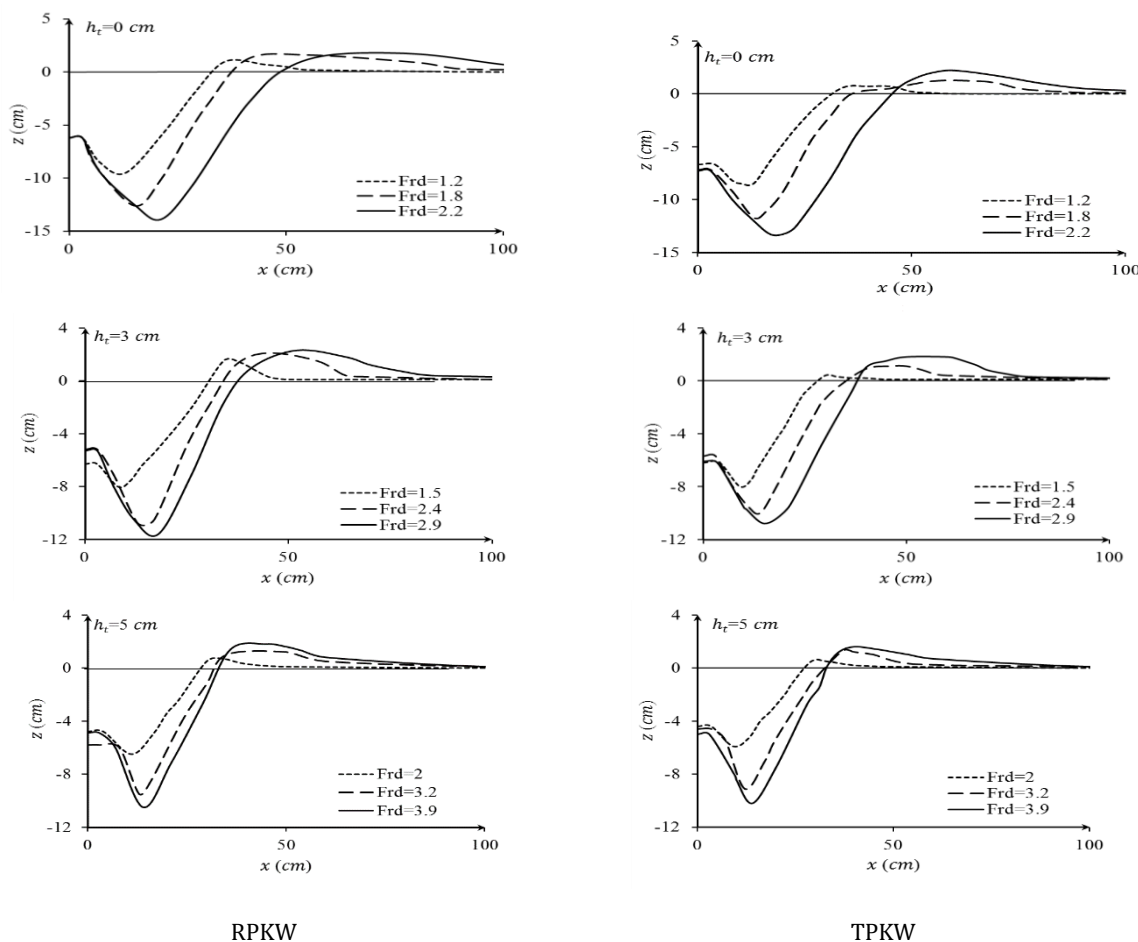 5
h_t=0 cm
0
-5
-10
-15
z (cm)
Frd=1.2
Frd=1.8
Frd=2.2
0
50
100
x (cm)
5
h_t=0 cm
0
-5
-10
-15
z (cm)
Frd=1.2
Frd=1.8
Frd=2.2
0
50
100
x (cm)
4
h_t=3 cm
0
-4
-8
-12
z (cm)
Frd=1.5
Frd=2.4
Frd=2.9
0
50
100
x (cm)
4
h_t=3 cm
0
-4
-8
-12
z (cm)
Frd=1.5
Frd=2.4
Frd=2.9
0
50
100
x (cm)
4
h_t=5 cm
0
-4
-8
-12
z (cm)
Frd=2
Frd=3.2
Frd=3.9
0
50
100
x (cm)
4
h_t=5 cm
0
-4
-8
-12
z (cm)
Frd=2
Frd=3.2
Frd=3.9
0
50
100
x (cm)
RPKW
TPKW